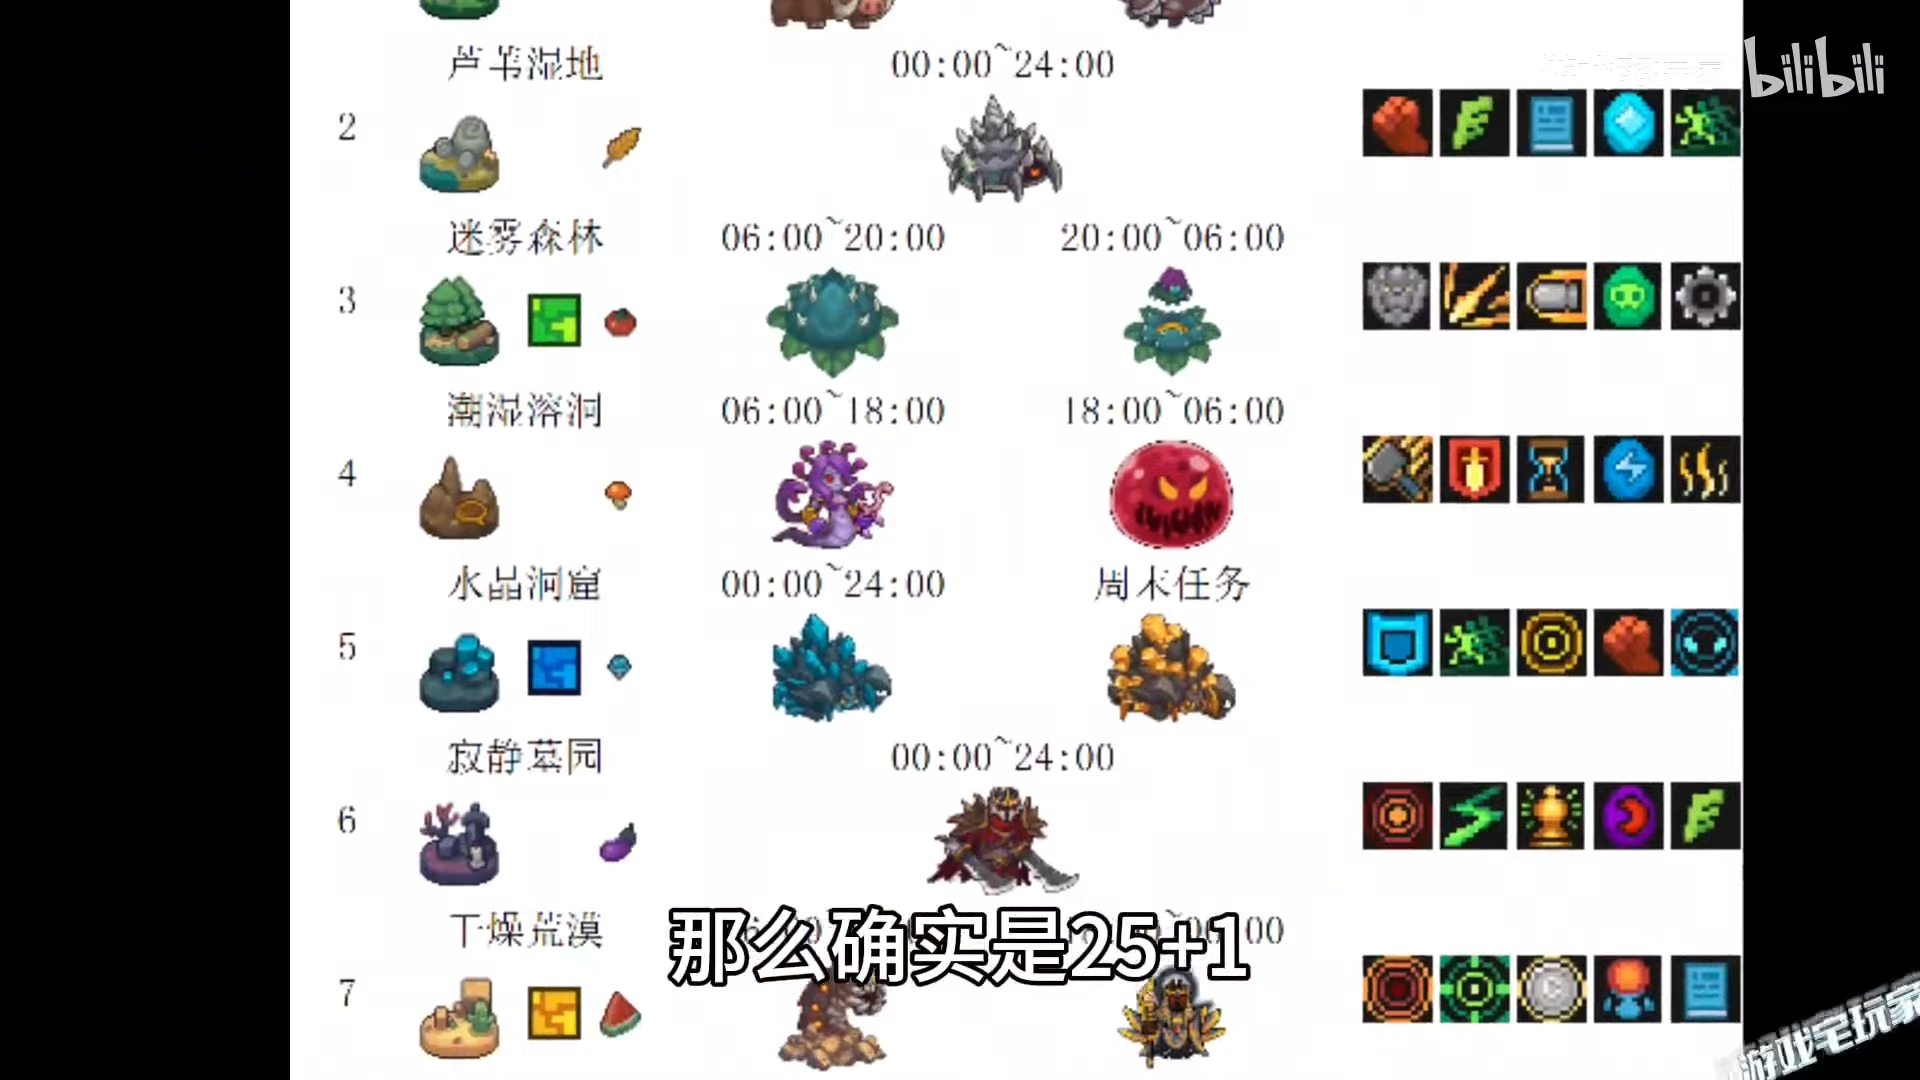 芦苇湿地 00:00~24:00
bilibili
2
迷雾森林 06:00~20:00 20:00~06:00
3
潮湿溶洞 06:00~18:00 18:00~06:00
4
水晶洞窟 00:00~24:00 周末任务
5
寂静墓园 00:00~24:00
6
干燥荒漠
那么确实是25+1
7
游戏宅玩家